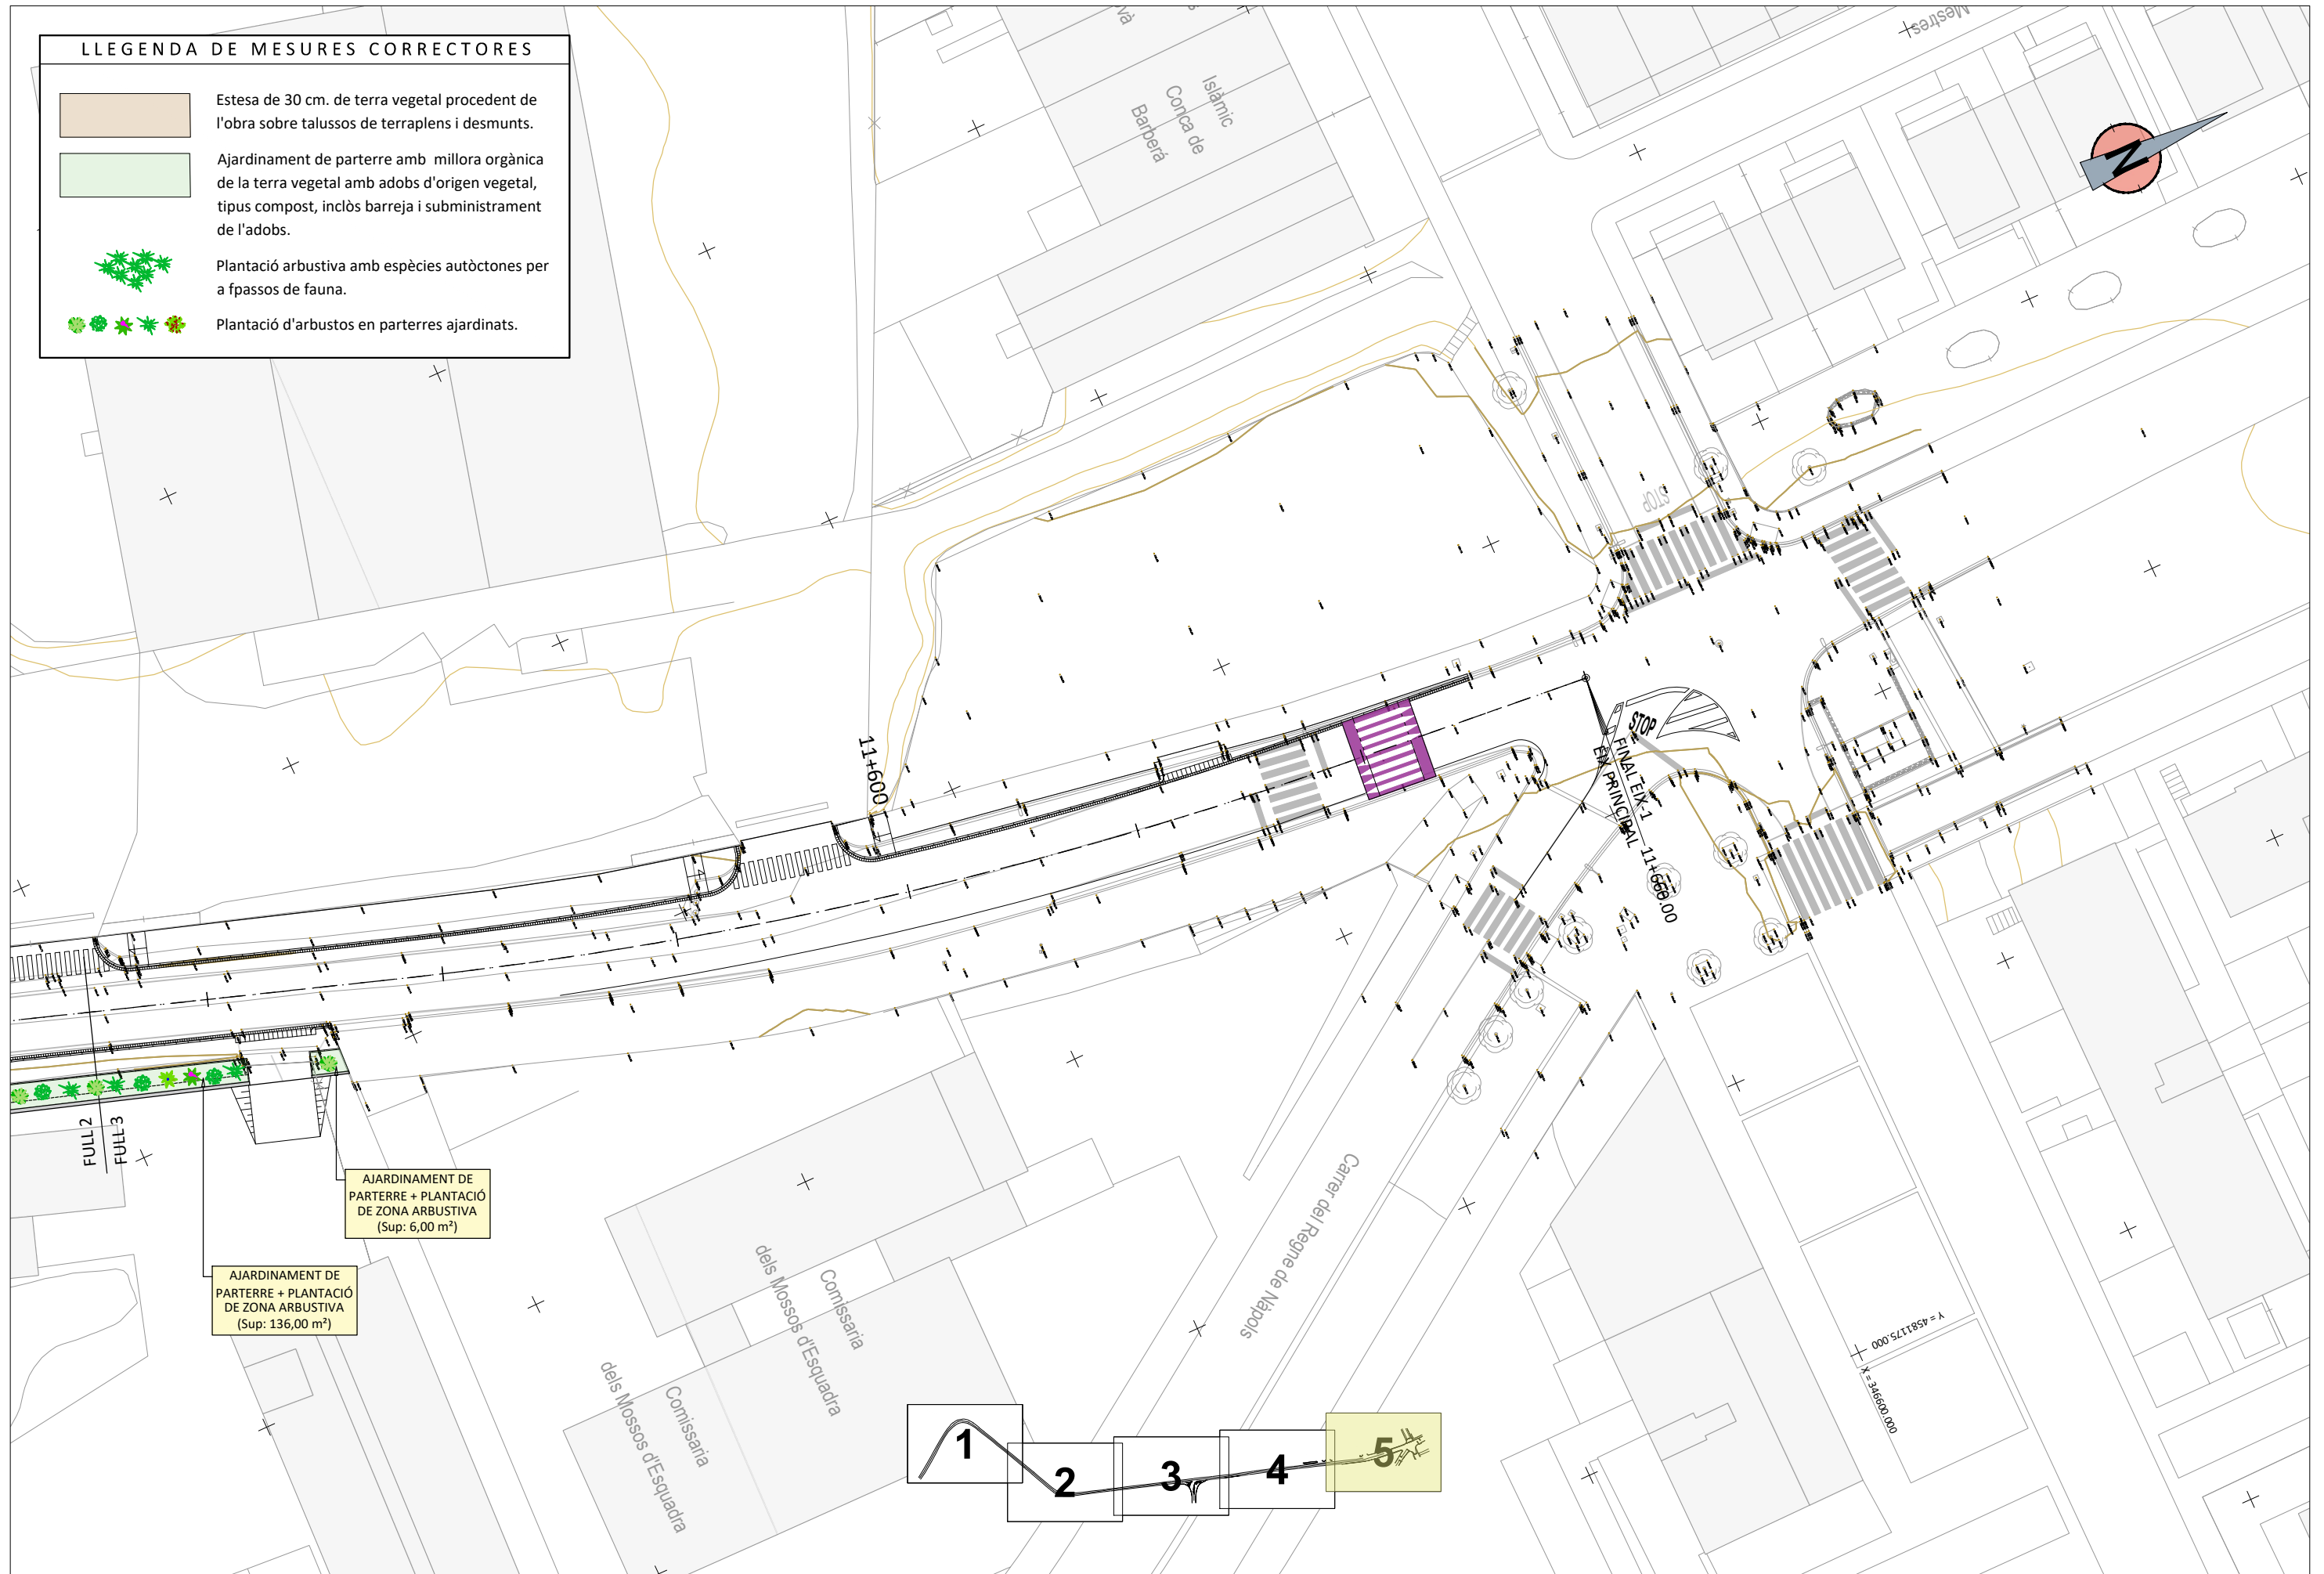 LLEGENDA DE MESURES CORRECTORES
Estesa de 30 cm. de terra vegetal procedent de
l'obra sobre talussos de terraplens i desmunts.
Ajardinament de parterre amb millora orgànica
de la terra vegetal amb adobs d'origen vegetal,
tipus compost, inclòs barreja i subministrament
de l'adobs.
Plantació arbustiva amb espècies autòctones per
a fpassos de fauna.
Plantació d'arbustos en parterres ajardinats.
Islàmic
Conca de
Barberá
Mestres
N
STOP
11+600
STOP
FINAL EIX-1
EIX PRINCIPAL
11+660.00
FULL 2
FULL 3
AJARDINAMENT DE
PARTERRE + PLANTACIÓ
DE ZONA ARBUSTIVA
(Sup: 6,00 m²)
AJARDINAMENT DE
PARTERRE + PLANTACIÓ
DE ZONA ARBUSTIVA
(Sup: 136,00 m²)
Comissaria
dels Mossos d'Esquadra
Comissaria
dels Mossos d'Esquadra
Carrer del Regne de Nàpols
Y = 4581175.000
X = 346600.000
1
2
3
4
5